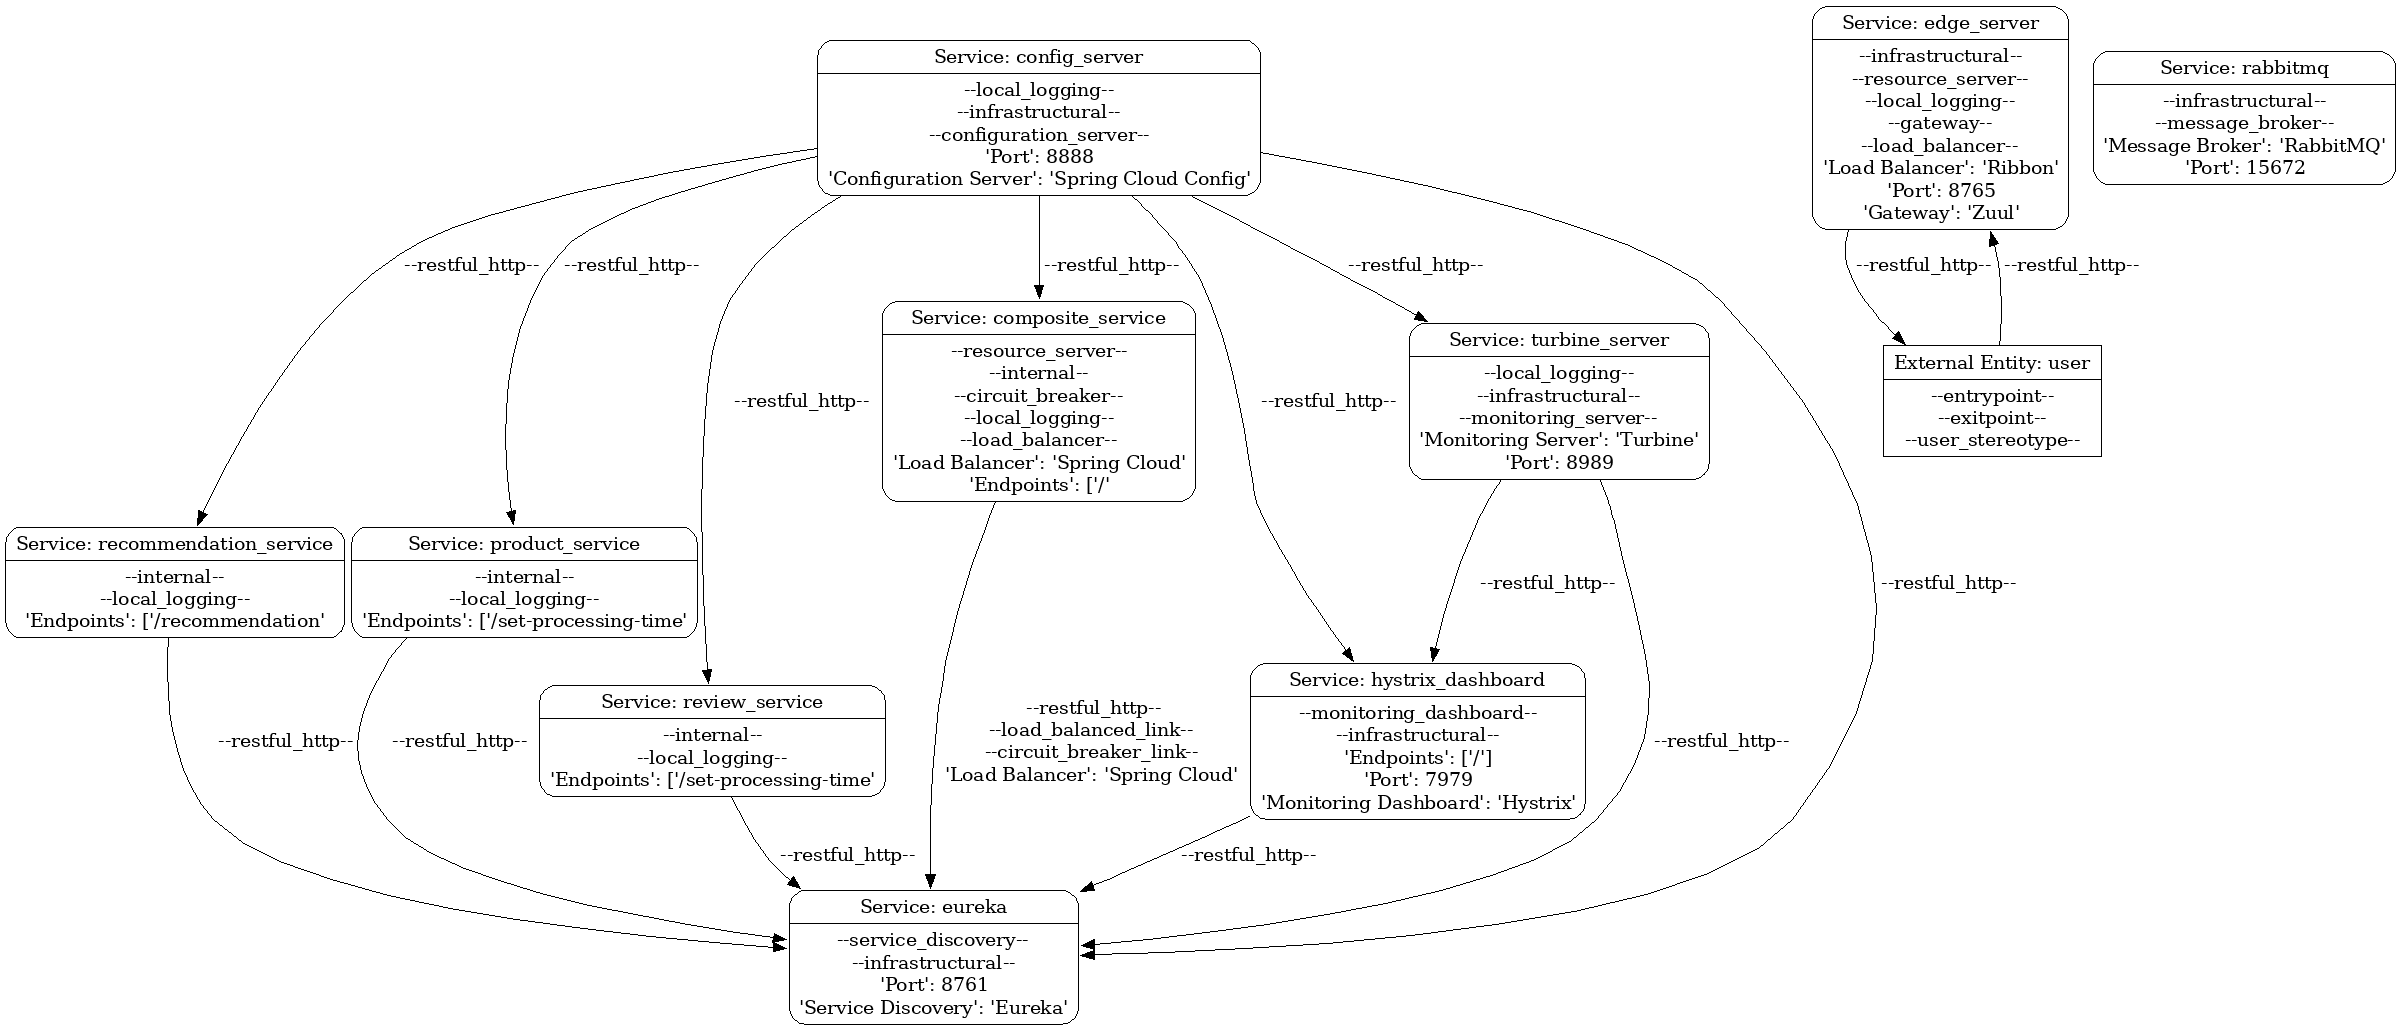 Service: edge_server
--infrastructural--
--resource_server--
--local_logging--
--gateway--
--load_balancer--
'Load Balancer': 'Ribbon'
'Port': 8765
'Gateway': 'Zuul'
Service: config_server
--local_logging--
--infrastructural--
--configuration_server--
'Port': 8888
'Configuration Server': 'Spring Cloud Config'
Service: rabbitmq
--infrastructural--
--message_broker--
'Message Broker': 'RabbitMQ'
'Port': 15672
--restful_http--
--restful_http--
--restful_http--
--restful_http--
--restful_http--
--restful_http--
Service: composite_service
--resource_server--
--internal--
--circuit_breaker--
--local_logging--
--load_balancer--
'Load Balancer': 'Spring Cloud'
'Endpoints': ['/'
Service: turbine_server
--local_logging--
--infrastructural--
--monitoring_server--
'Monitoring Server': 'Turbine'
'Port': 8989
External Entity: user
--entrypoint--
--exitpoint--
--user_stereotype--
--restful_http--
--restful_http--
Service: recommendation_service
--internal--
--local_logging--
'Endpoints': ['/recommendation'
Service: product_service
--internal--
--local_logging--
'Endpoints': ['/set-processing-time'
--restful_http--
--restful_http--
Service: review_service
--internal--
--local_logging--
'Endpoints': ['/set-processing-time'
--restful_http--
--load_balanced_link--
--circuit_breaker_link--
'Load Balancer': 'Spring Cloud'
Service: hystrix_dashboard
--monitoring_dashboard--
--infrastructural--
'Endpoints': ['/']
'Port': 7979
'Monitoring Dashboard': 'Hystrix'
--restful_http--
--restful_http--
--restful_http--
--restful_http--
--restful_http--
Service: eureka
--service_discovery--
--infrastructural--
'Port': 8761
'Service Discovery': 'Eureka'